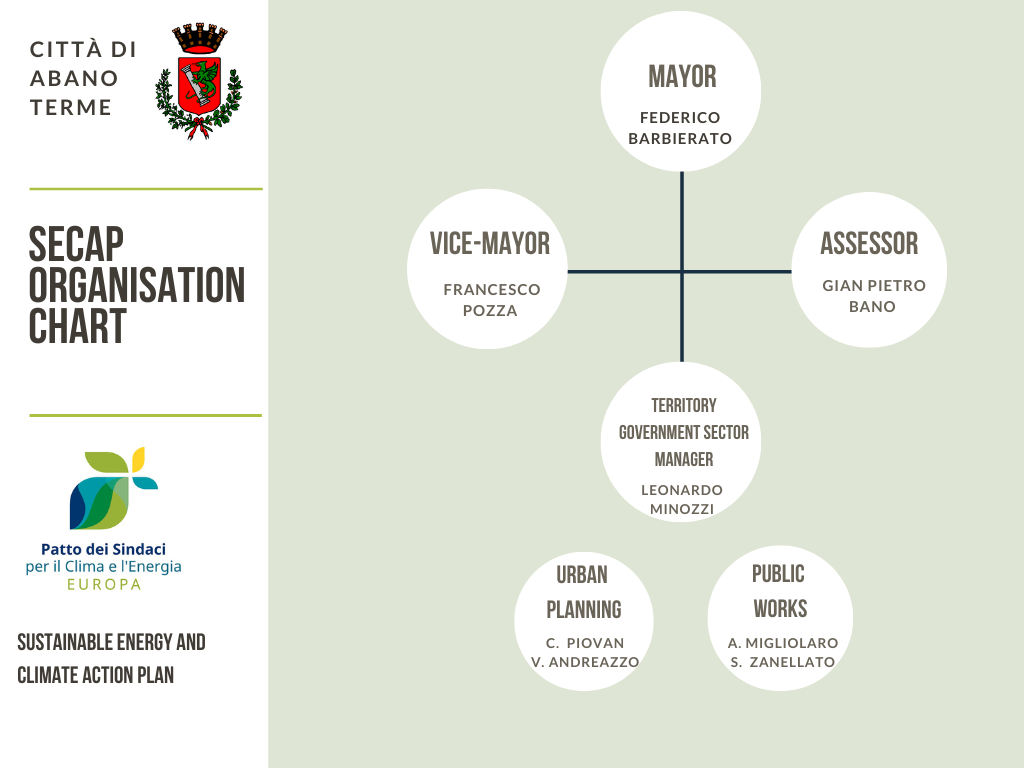 CITTÀ DI
ABANO
TERME
SECAP
ORGANISATION
CHART
Patto dei Sindaci
per il Clima e l'Energia
EUROPA
SUSTAINABLE ENERGY AND
CLIMATE ACTION PLAN
MAYOR
FEDERICO
BARBIERATO
VICE-MAYOR
FRANCESCO
POZZA
ASSESSOR
GIAN PIETRO
BANO
TERRITORY
GOVERNMENT SECTOR
MANAGER
LEONARDO
MINOZZI
URBAN
PLANNING
C. PIOVAN
V. ANDREAZZO
PUBLIC
WORKS
A. MIGLIOLARO
S. ZANELLATO